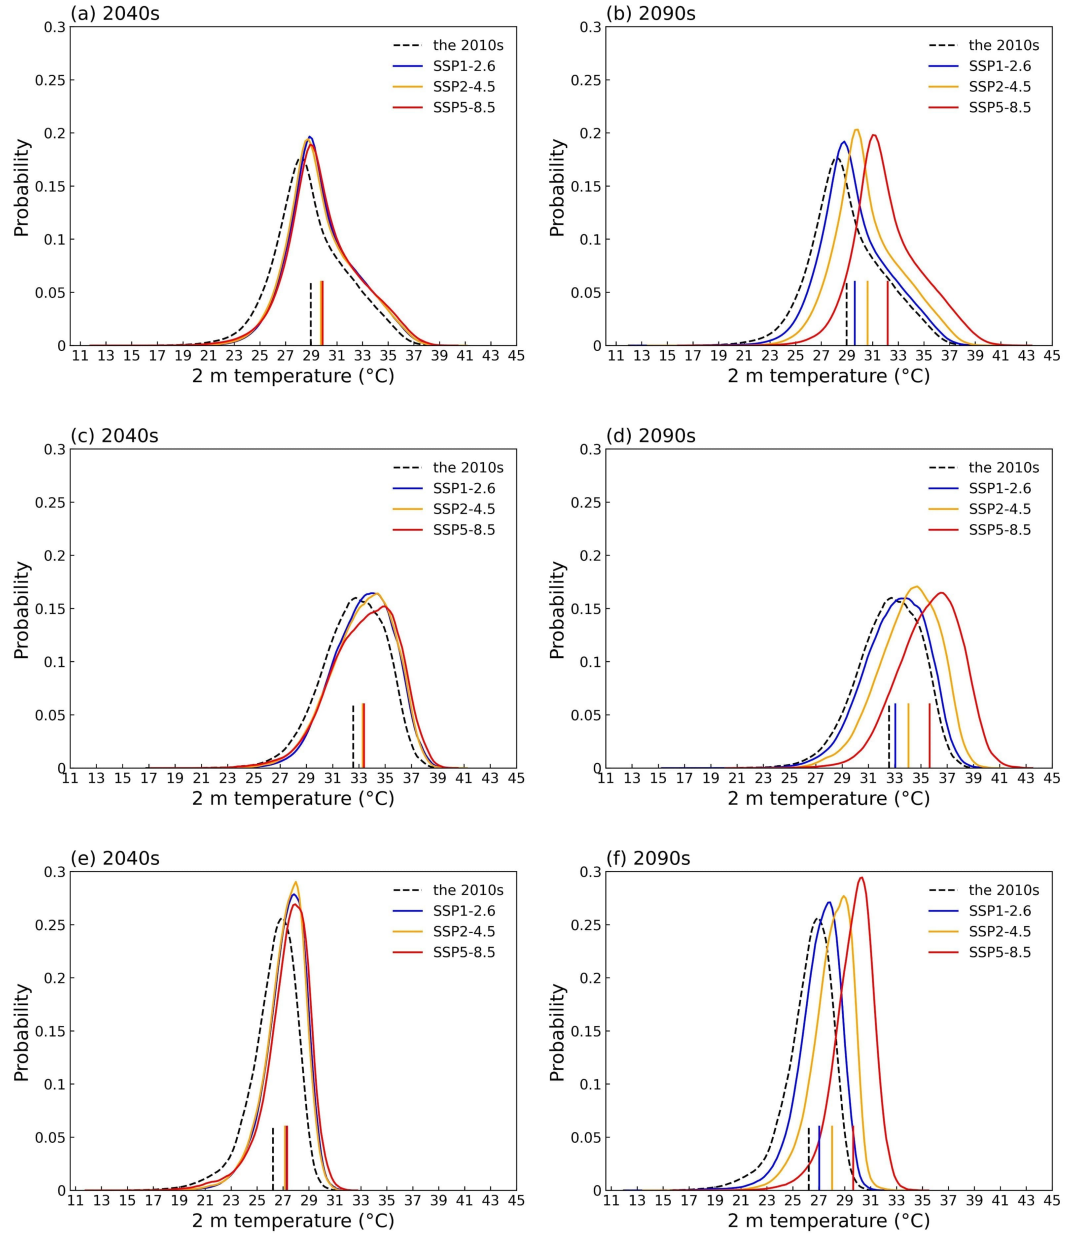 (a) 2040s
0.3
0.25
0.2
0.15
0.1
0.05
0
Probability
the 2010s
SSP1-2.6
SSP2-4.5
SSP5-8.5
11 13 15 17 19 21 23 25 27 29 31 33 35 37 39 41 43 45
2 m temperature (°C)
(b) 2090s
0.3
0.25
0.2
0.15
0.1
0.05
0
Probability
the 2010s
SSP1-2.6
SSP2-4.5
SSP5-8.5
11 13 15 17 19 21 23 25 27 29 31 33 35 37 39 41 43 45
2 m temperature (°C)
(c) 2040s
0.3
0.25
0.2
0.15
0.1
0.05
0
Probability
the 2010s
SSP1-2.6
SSP2-4.5
SSP5-8.5
11 13 15 17 19 21 23 25 27 29 31 33 35 37 39 41 43 45
2 m temperature (°C)
(d) 2090s
0.3
0.25
0.2
0.15
0.1
0.05
0
Probability
the 2010s
SSP1-2.6
SSP2-4.5
SSP5-8.5
11 13 15 17 19 21 23 25 27 29 31 33 35 37 39 41 43 45
2 m temperature (°C)
(e) 2040s
0.3
0.25
0.2
0.15
0.1
0.05
0
Probability
the 2010s
SSP1-2.6
SSP2-4.5
SSP5-8.5
11 13 15 17 19 21 23 25 27 29 31 33 35 37 39 41 43 45
2 m temperature (°C)
(f) 2090s
0.3
0.25
0.2
0.15
0.1
0.05
0
Probability
the 2010s
SSP1-2.6
SSP2-4.5
SSP5-8.5
11 13 15 17 19 21 23 25 27 29 31 33 35 37 39 41 43 45
2 m temperature (°C)